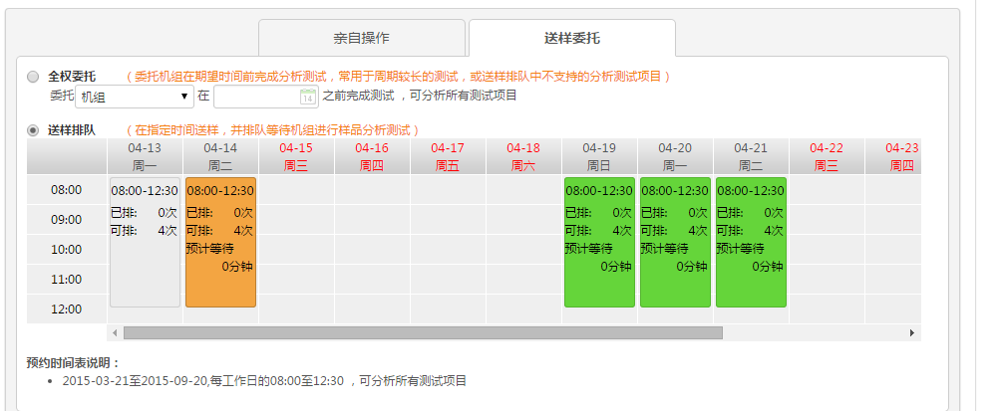 亲自操作 送样委托
全权委托 （委托机组在期望时间前完成分析测试，常用于周期较长的测试，或送样排队中不支持的分析测试项目）
委托 机组 在 14 之前完成测试 ，可分析所有测试项目
送样排队 （在指定时间送样，并排队等待机组进行样品分析测试）
04-13 04-14 04-15 04-16 04-17 04-18 04-19 04-20 04-21 04-22 04-23
周一 周二 周三 周四 周五 周六 周日 周一 周二 周三 周四
08:00 08:00-12:30 08:00-12:30 08:00-12:30 08:00-12:30 08:00-12:30
已排: 0次 已排: 0次 已排: 0次 已排: 0次 已排: 0次
09:00 可排: 4次 可排: 4次 可排: 4次 可排: 4次 可排: 4次
10:00 预计等待 预计等待 预计等待 预计等待
0分钟 0分钟 0分钟 0分钟
11:00
12:00
预约时间表说明：
2015-03-21至2015-09-20,每工作日的08:00至12:30 ，可分析所有测试项目